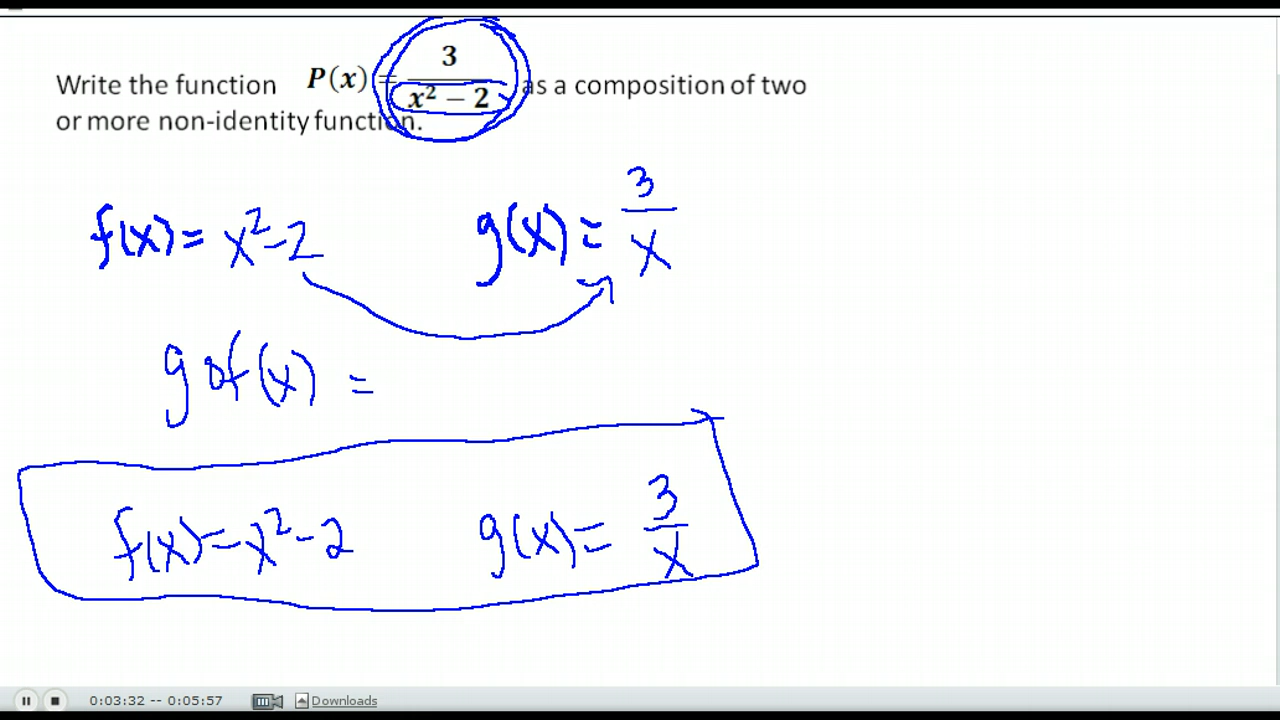 Write the function P(x) = 3 / x² − 2 as a composition of two
or more non-identity function.
f(x) = x² - 2 g(x) = 3 / x
g o f(x) =
f(x) = x² - 2 g(x) = 3 / x
0:03:32 -- 0:05:57 Downloads